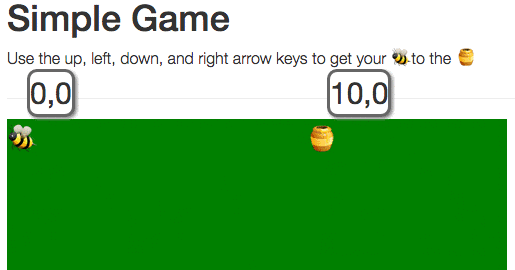 Simple Game
Use the up, left, down, and right arrow keys to get your 🐝 to the 🍯
0,0 10,0